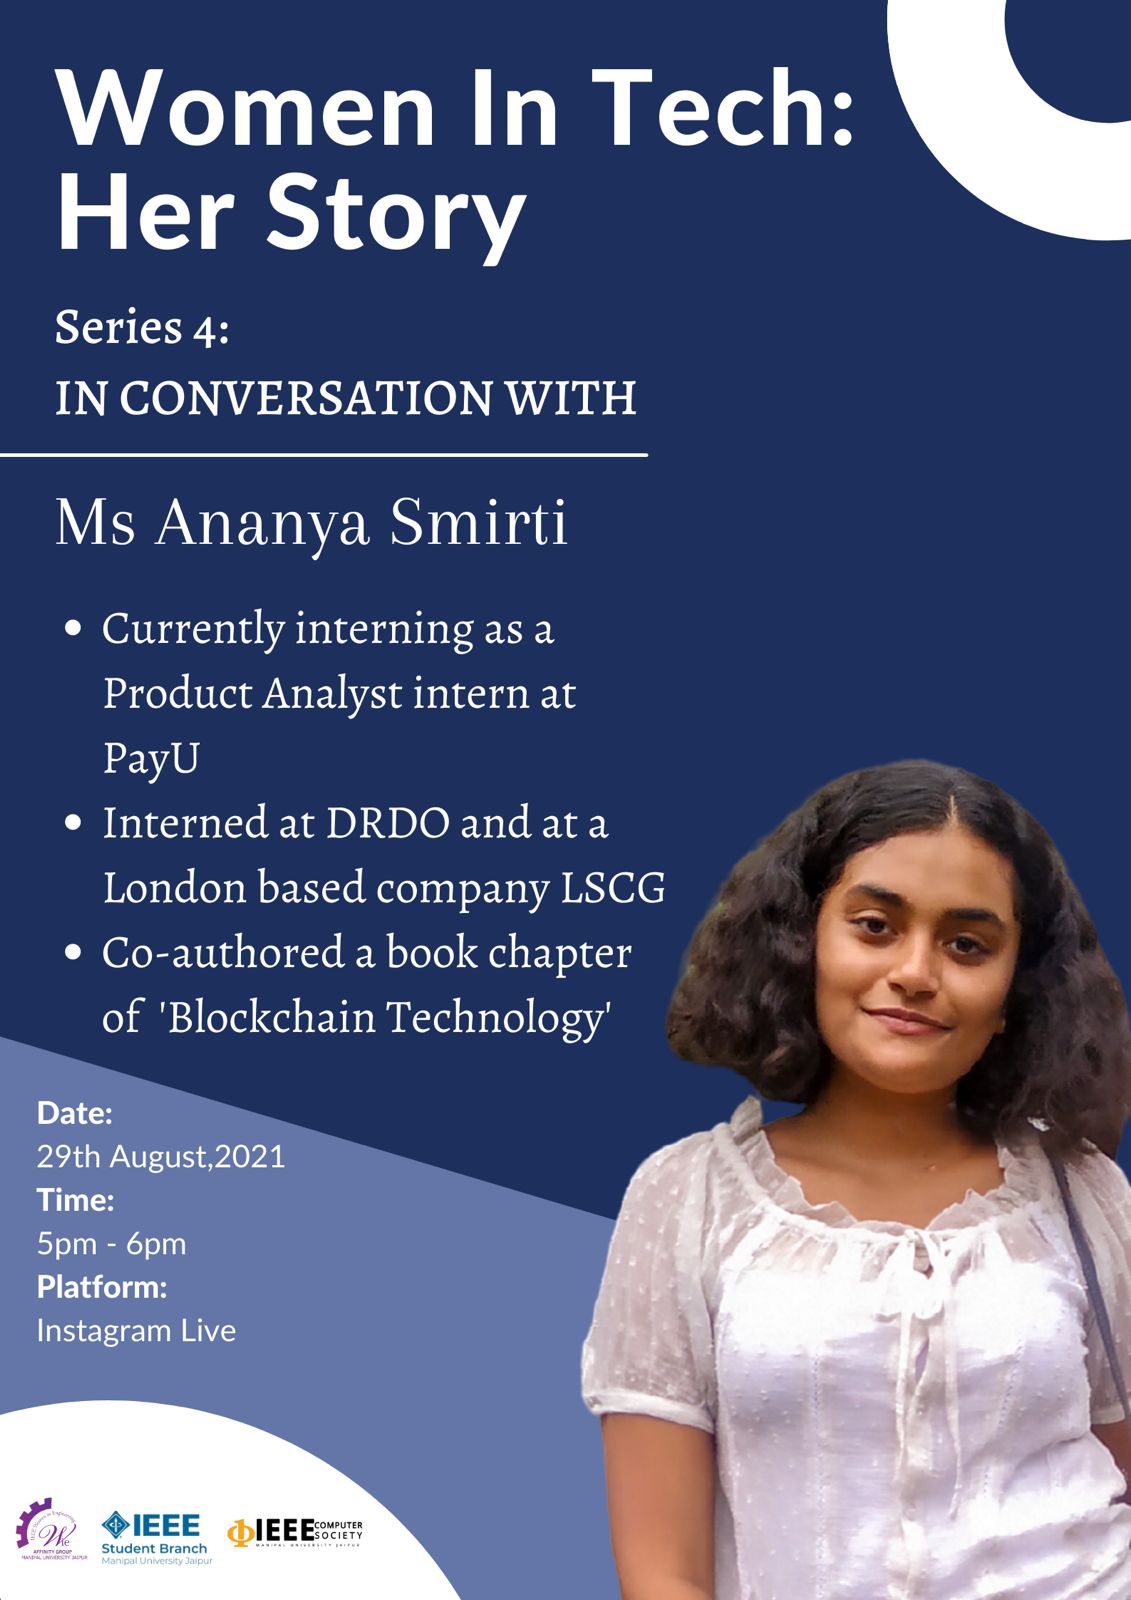 Women In Tech:
Her Story
Series 4:
IN CONVERSATION WITH
Ms Ananya Smirti
Currently interning as a
Product Analyst intern at
PayU
Interned at DRDO and at a
London based company LSCG
Co-authored a book chapter
of 'Blockchain Technology'
Date:
29th August,2021
Time:
5pm - 6pm
Platform:
Instagram Live
IEEE Women in Engineering
We
AFFINITY GROUP
MANIPAL UNIVERSITY JAIPUR
IEEE
Student Branch
Manipal University Jaipur
IEEE COMPUTER
SOCIETY
MANIPAL UNIVERSITY JAIPUR